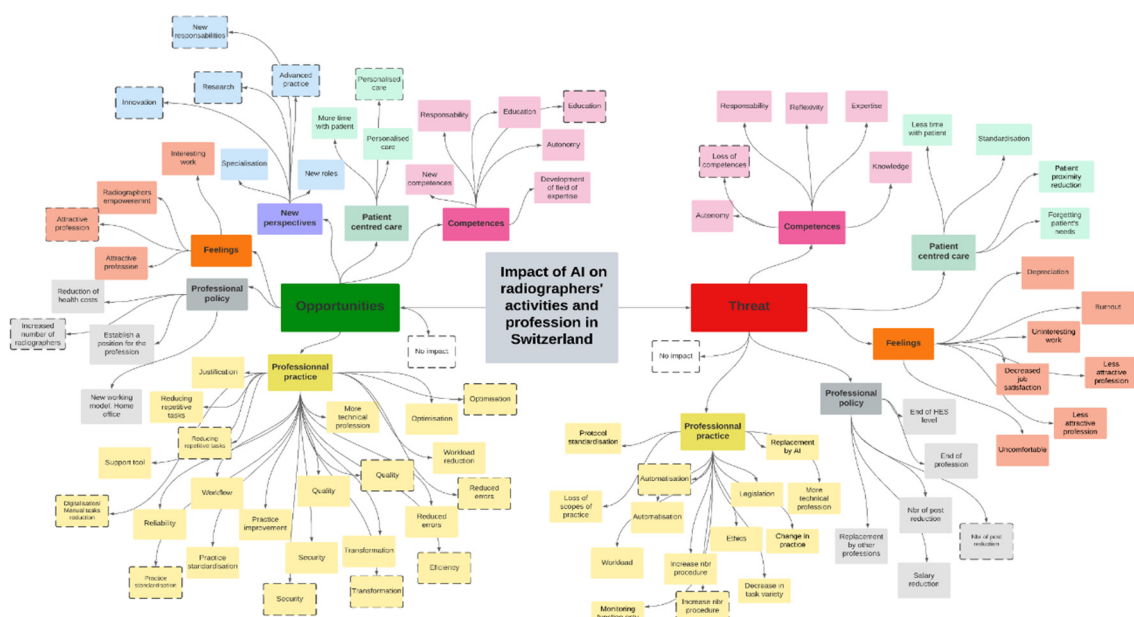 New
responsabilities
Innovation
Research
Advanced
practice
Specialisation
New roles
New
perspectives
More time
with patient
Personalised
care
Personalised
care
Patient
centred care
Responsability
Education
Education
Autonomy
New
competences
Development
of field of
expertise
Competences
Interesting
work
Radiographers
empoweremnt
Attractive
profession
Attractive
profession
Feelings
Professional
policy
Reduction of
health costs
Increased
number of
radiographers
Establish a
position for the
profession
New working
model: Home
office
Opportunities
No impact
Impact of AI on
radiographers'
activities and
profession in
Switzerland
Professionnal
practice
Justification
Reducing
repetitive
tasks
Reducing
repetitive tasks
Support tool
Digitalisation/
Manual tasks
reduction
Workflow
Reliability
Practice
standardisation
Practice
standardisation
Practice
improvement
Security
Security
Quality
Quality
Transformation
Transformation
More
technical
profession
Optimisation
Optimisation
Workload
reduction
Reduced
errors
Reduced
errors
Efficiency
Threat
No impact
Responsability
Reflexivity
Expertise
Loss of
competences
Knowledge
Autonomy
Competences
Less time
with patient
Standardisation
Patient
proximity
reduction
Forgetting
patient's
needs
Patient
centred care
Feelings
Depreciation
Burnout
Uninteresting
work
Decreased
job
satisfaction
Less
attractive
profession
Less
attractive
profession
Uncomfortable
Professional
policy
End of HES
level
End of
profession
Nbr of post
reduction
Nbr of post
reduction
Replacement
by other
professions
Salary
reduction
Professionnal
practice
Protocol
standardisation
Automatisation
Automatisation
Loss of
scopes of
practice
Workload
Monitoring
function only
Increase nbr
procedure
Increase nbr
procedure
Ethics
Legislation
Decrease in
task variety
Change in
practice
More
technical
profession
Replacement
by AI